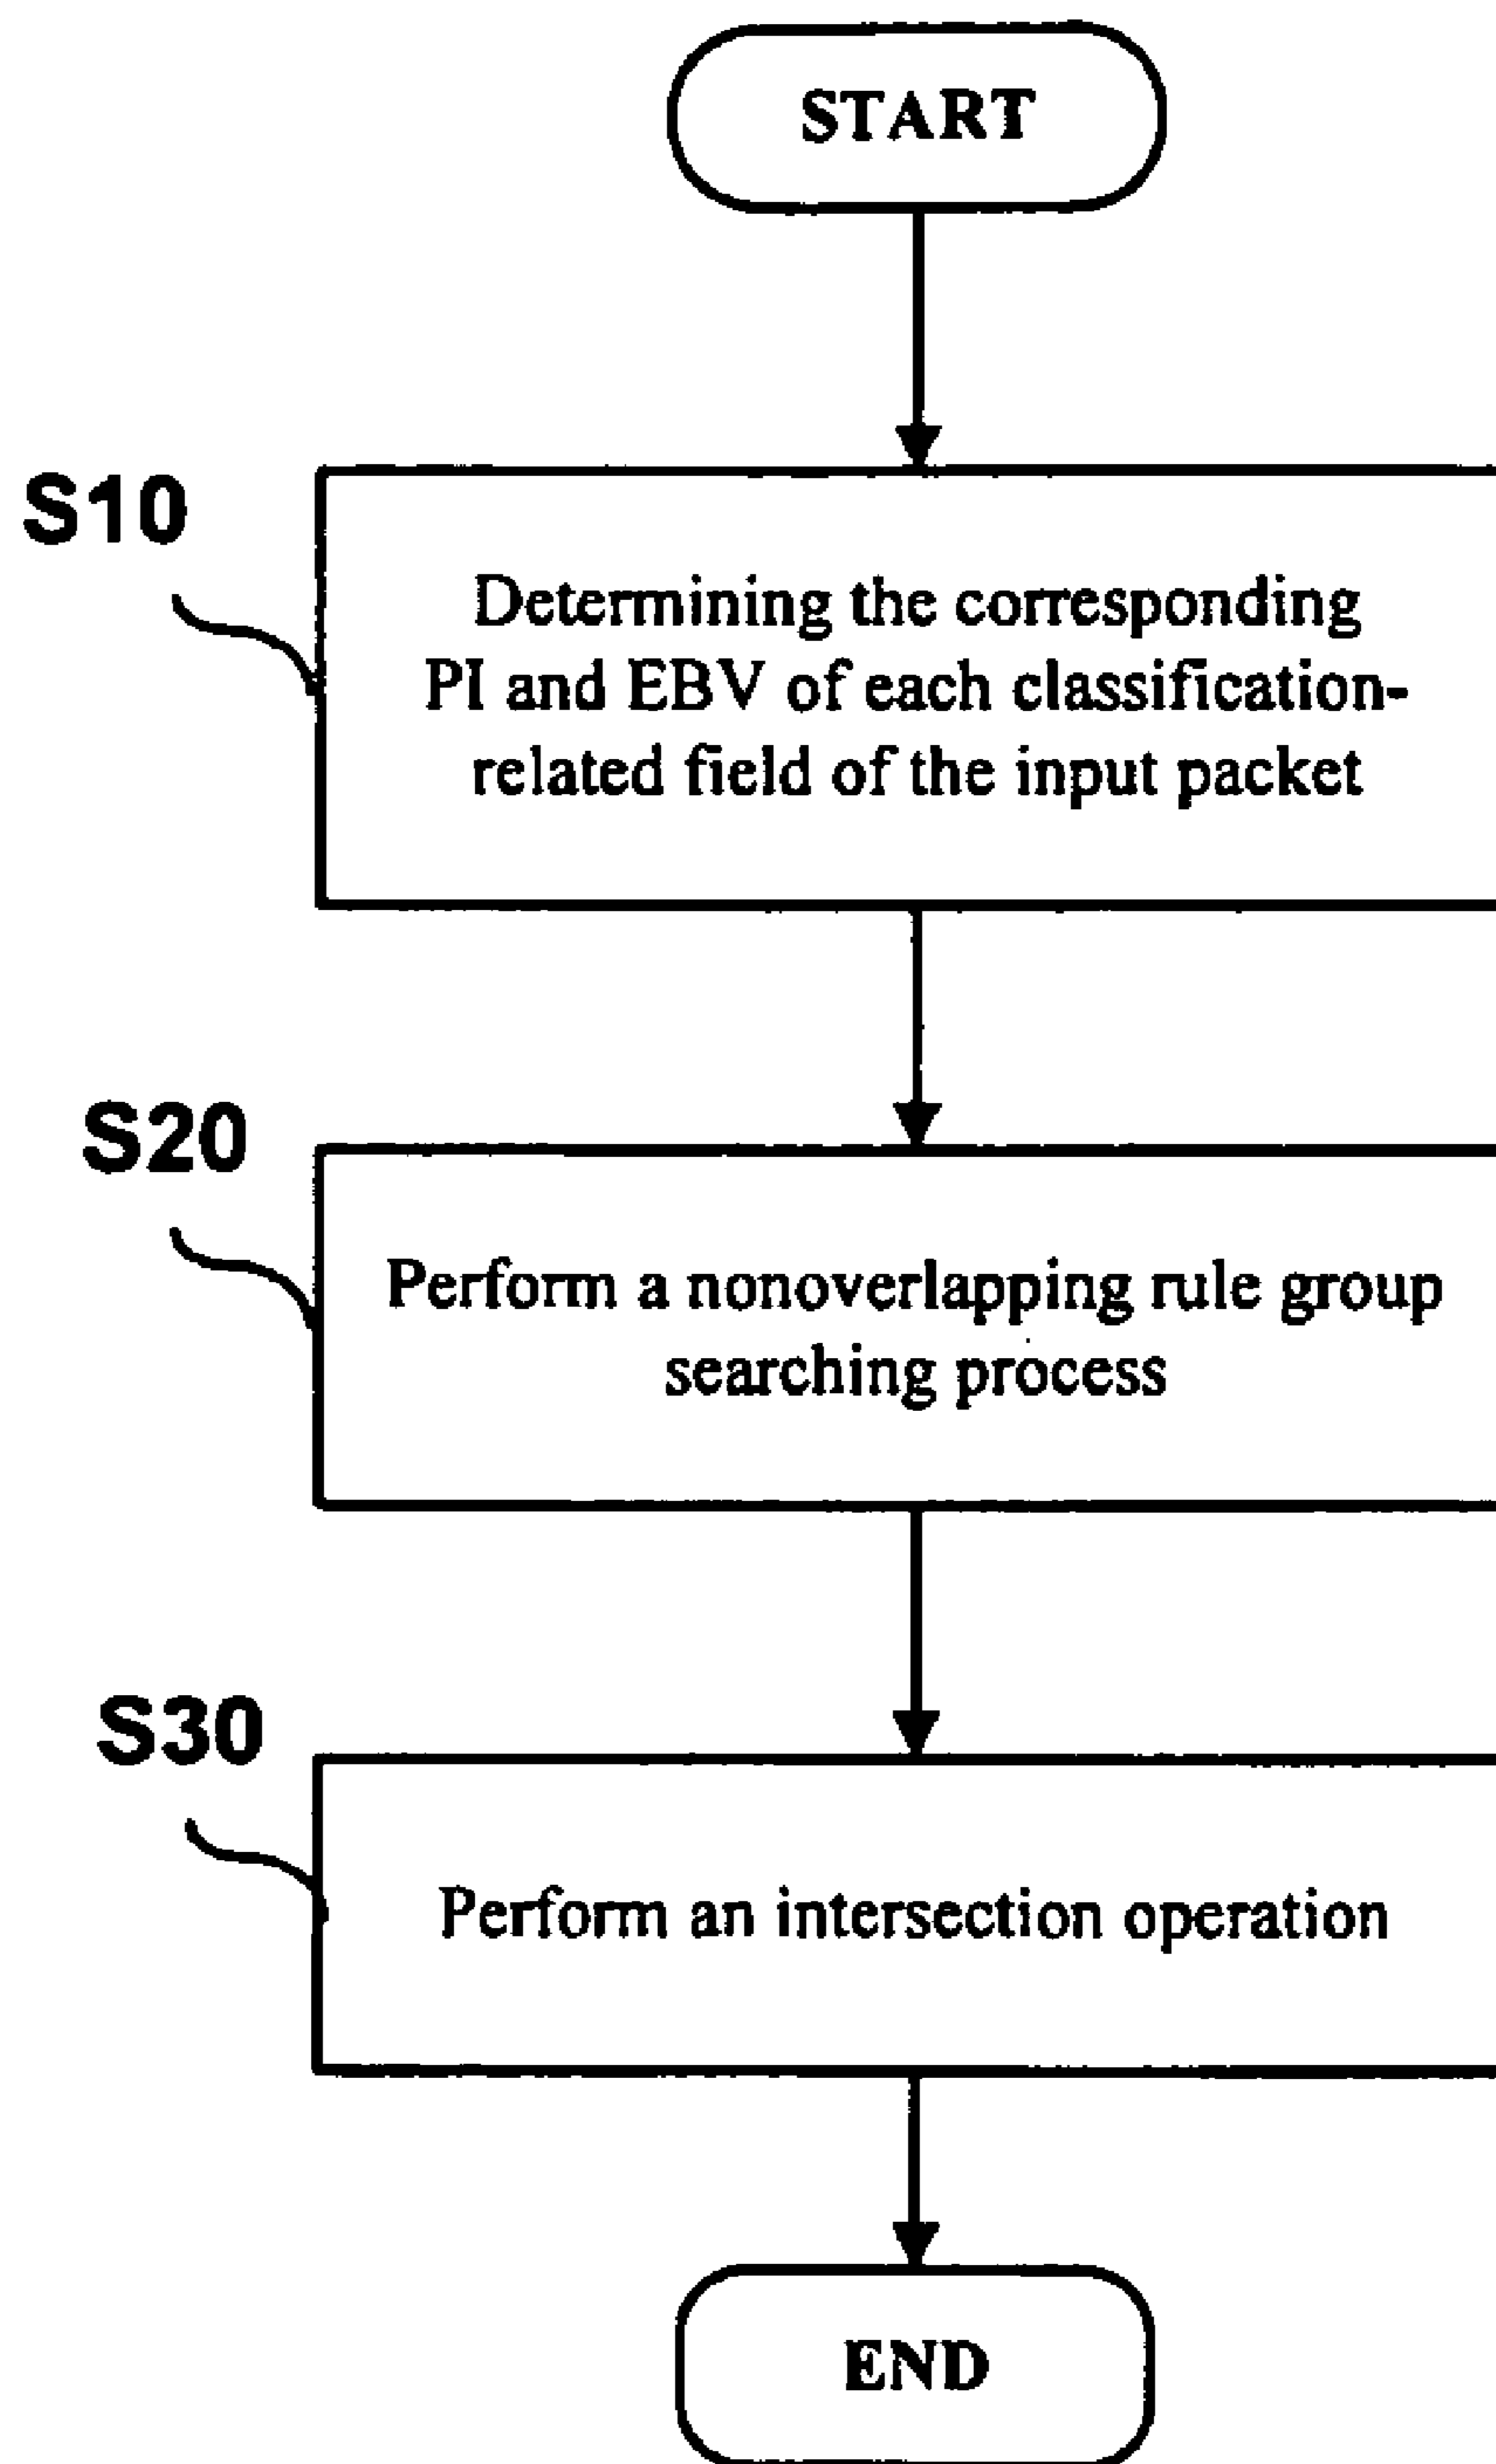 START
S10
Determining the corresponding
PI and EBV of each classification-
related field of the input packet
S20
Perform a nonoverlapping rule group
searching process
S30
Perform an intersection operation
END